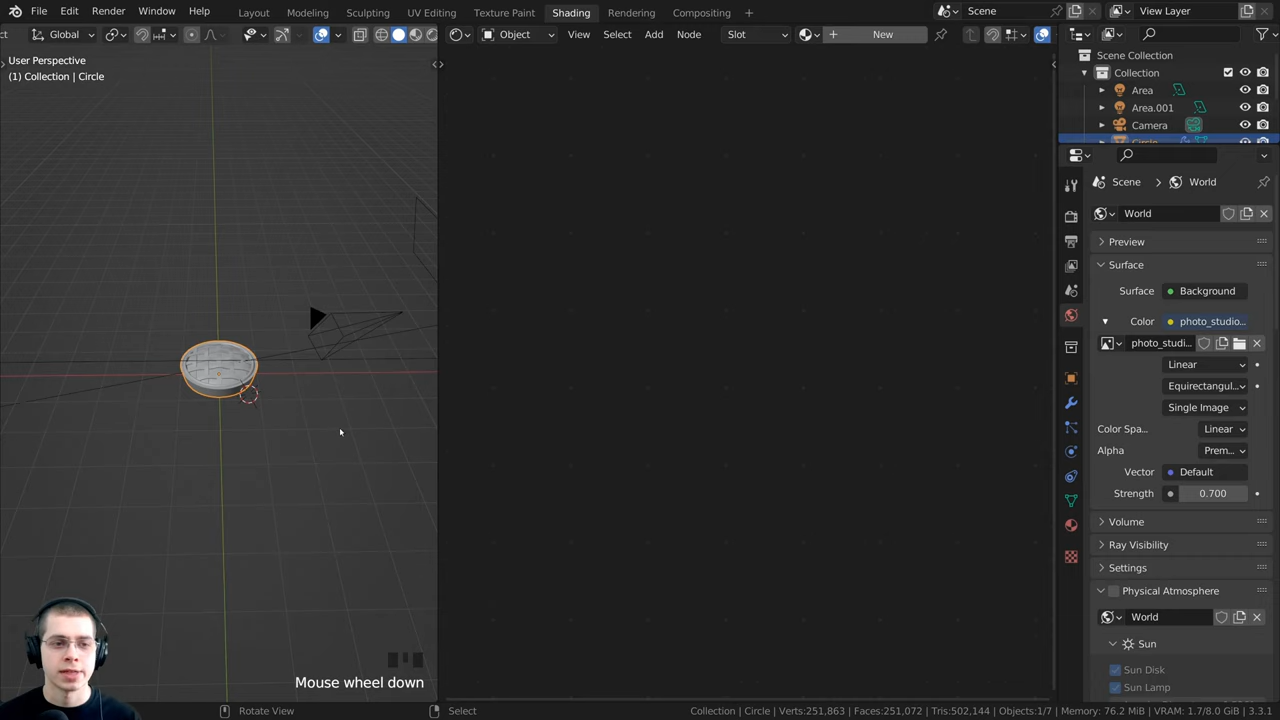 File Edit Render Window Help Layout Modeling Sculpting UV Editing Texture Paint Shading Rendering Compositing + Scene View Layer
ct Global Object View Select Add Node Slot + New
User Perspective
(1) Collection | Circle
Scene Collection
Collection
Area
Area.001
Camera
Circle
Scene > World
World
Preview
Surface
Surface Background
Color photo_studio...
photo_studi...
Linear
Equirectangul...
Single Image
Color Spa... Linear
Alpha Prem...
Vector Default
Strength 0.700
Volume
Ray Visibility
Settings
Physical Atmosphere
World
Sun
Sun Disk
Sun Lamp
Mouse wheel down
Rotate View Select Collection | Circle | Verts:251,863 | Faces:251,072 | Tris:502,144 | Objects:1/7 | Memory: 76.2 MiB | VRAM: 1.7/8.0 GiB | 3.3.1